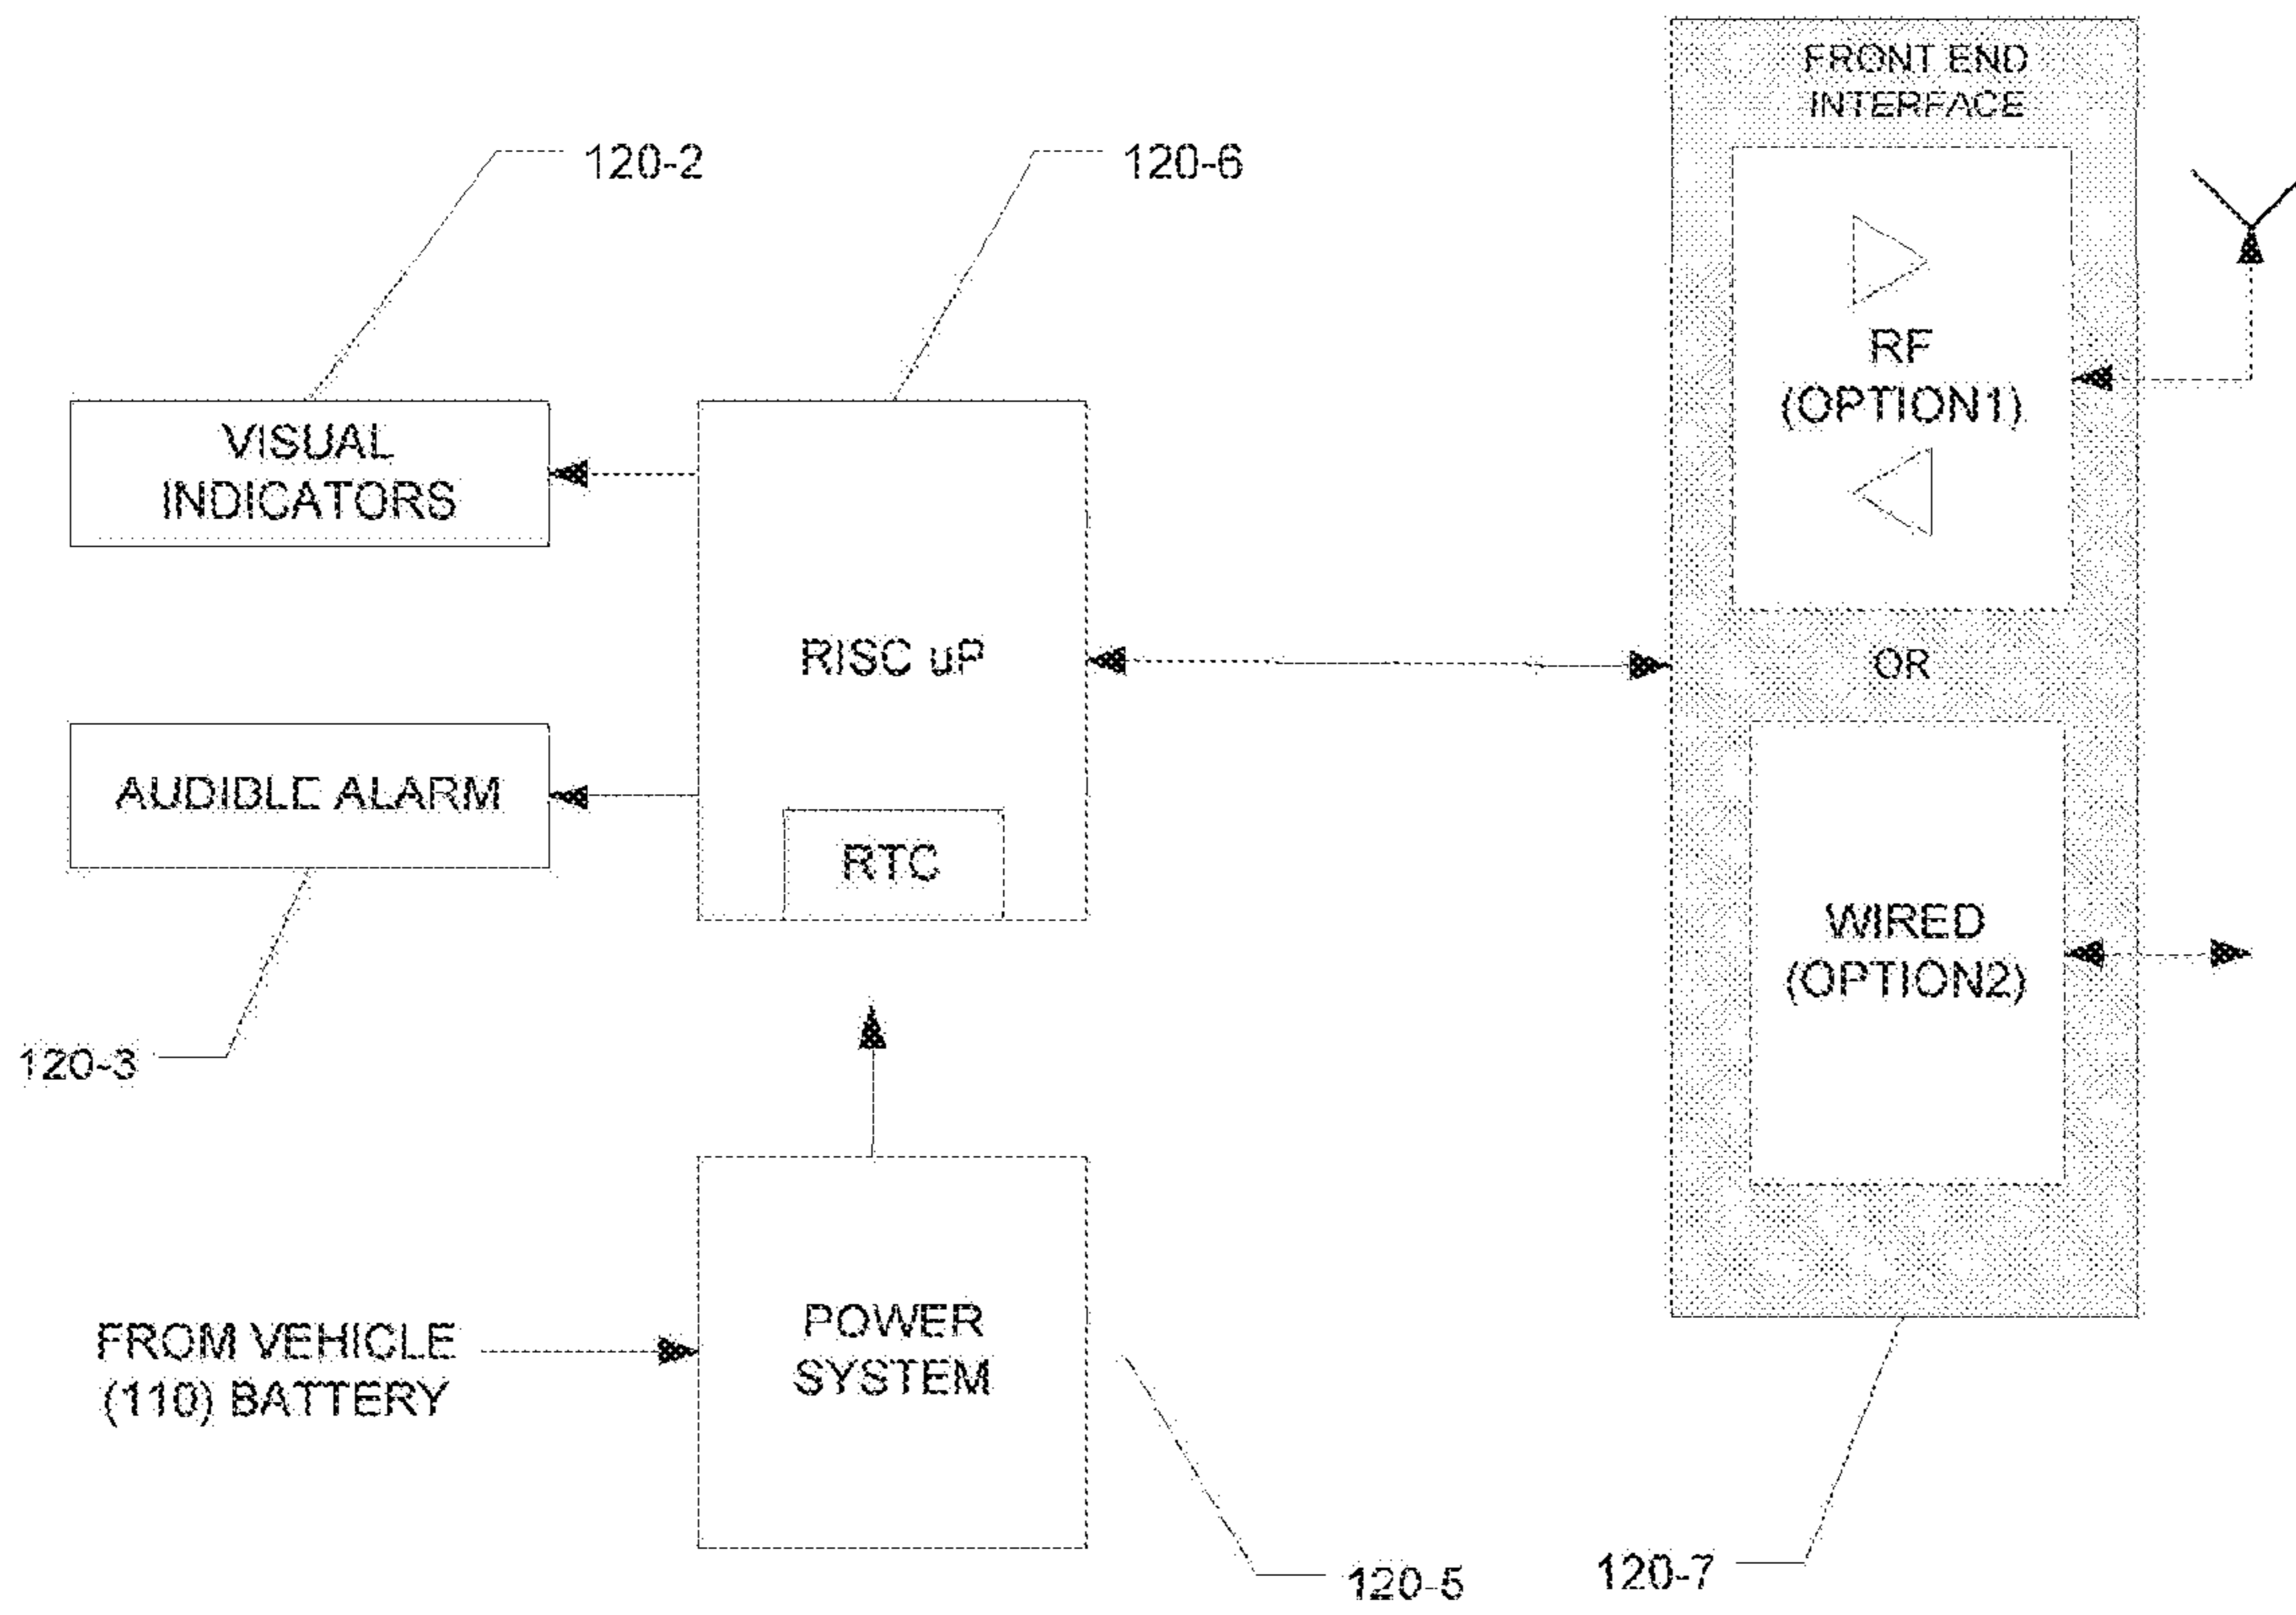 FRONT END
INTERFACE
120-2
120-6
RF
(OPTION1)
VISUAL
INDICATORS
RISC uP
OR
AUDIBLE ALARM
RTC
WIRED
(OPTION2)
120-3
POWER
SYSTEM
FROM VEHICLE
(110) BATTERY
120-5
120-7